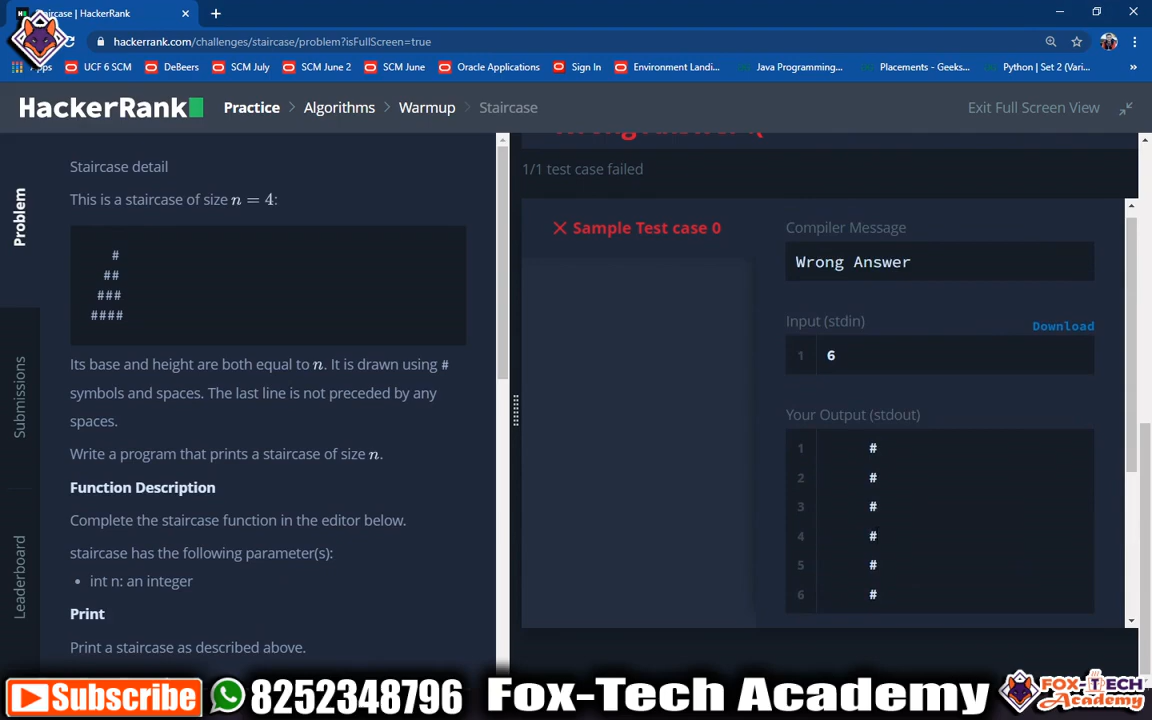 Staircase | HackerRank
hackerrank.com/challenges/staircase/problem?isFullScreen=true
Apps UCF 6 SCM DeBeers SCM July SCM June 2 SCM June Oracle Applications Sign In Environment Landi... Java Programming... Placements - Geeks... Python | Set 2 (Vari... »
HackerRank Practice Algorithms Warmup Staircase Exit Full Screen View
Problem
Submissions
Leaderboard
Staircase detail
This is a staircase of size n = 4:
#
##
###
####
Its base and height are both equal to n. It is drawn using #
symbols and spaces. The last line is not preceded by any
spaces.
Write a program that prints a staircase of size n.
Function Description
Complete the staircase function in the editor below.
staircase has the following parameter(s):
• int n: an integer
Print
Print a staircase as described above.
1/1 test case failed
Sample Test case 0
Compiler Message
Wrong Answer
Input (stdin)
Download
1 6
Your Output (stdout)
1 #
2 #
3 #
4 #
5 #
6 #
Subscribe 8252348796 Fox-Tech Academy FOX-TECH
Academy